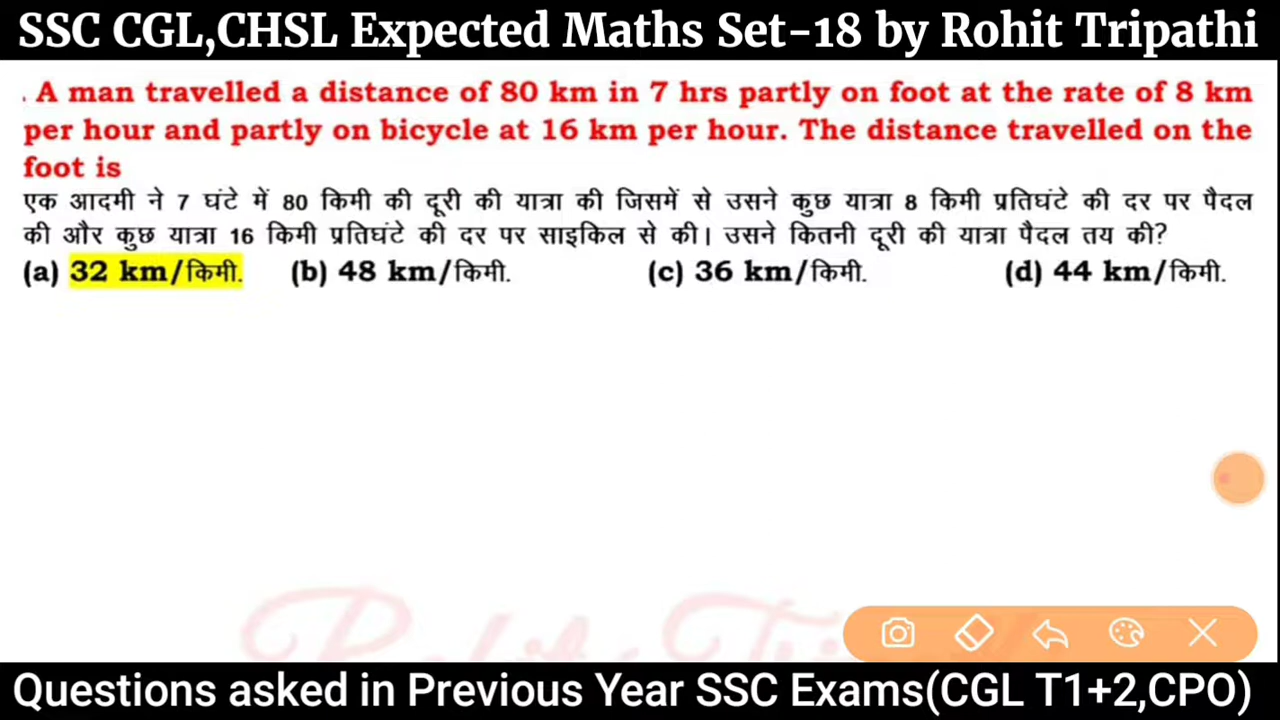 SSC CGL,CHSL Expected Maths Set-18 by Rohit Tripathi
. A man travelled a distance of 80 km in 7 hrs partly on foot at the rate of 8 km
per hour and partly on bicycle at 16 km per hour. The distance travelled on the
foot is
एक आदमी ने 7 घंटे में 80 किमी की दूरी की यात्रा की जिसमें से उसने कुछ यात्रा 8 किमी प्रतिघंटे की दर पर पैदल
की और कुछ यात्रा 16 किमी प्रतिघंटे की दर पर साइकिल से की। उसने कितनी दूरी की यात्रा पैदल तय की?
(a) 32 km/किमी. (b) 48 km/किमी. (c) 36 km/किमी. (d) 44 km/किमी.
Questions asked in Previous Year SSC Exams(CGL T1+2,CPO)